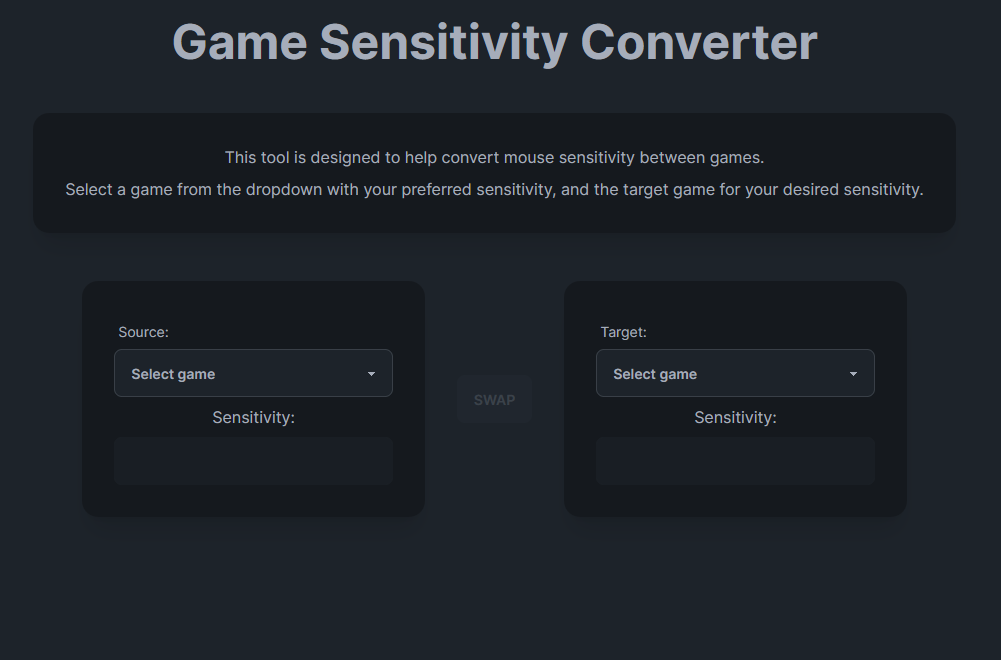 Game Sensitivity Converter
This tool is designed to help convert mouse sensitivity between games.
Select a game from the dropdown with your preferred sensitivity, and the target game for your desired sensitivity.
Source:
Select game
Sensitivity:
SWAP
Target:
Select game
Sensitivity: